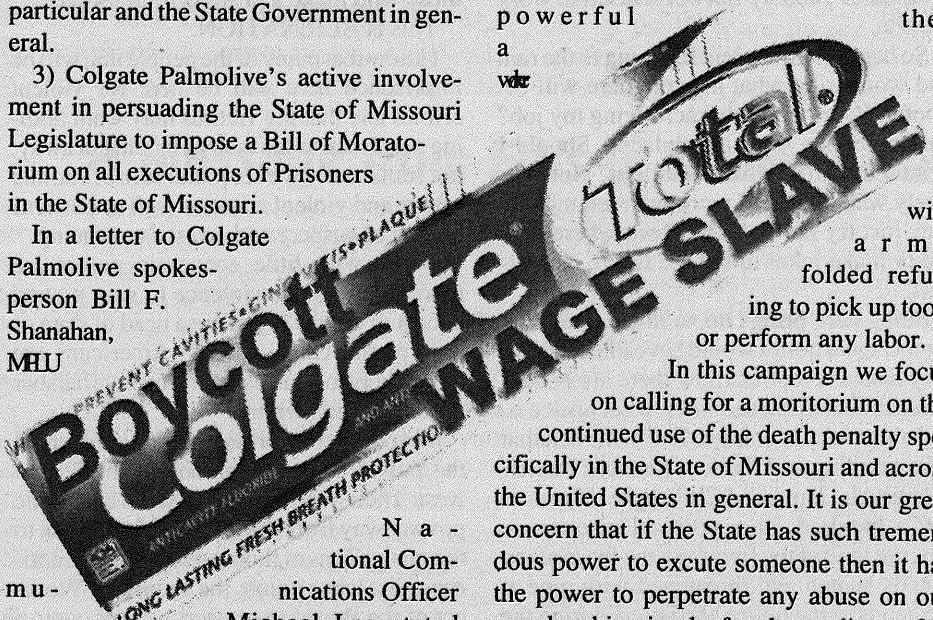 particular and the State Government in gen-
eral.
3) Colgate Palmolive's active involve-
ment in persuading the State of Missouri
Legislature to impose a Bill of Morato-
rium on all executions of Prisoners
in the State of Missouri.
In a letter to Colgate
Palmolive spokes-
person Bill F.
Shanahan,
N a -
tional Com-
m u -
nications Officer
PREVENT CAVITIES•GINGIVITIS•PLAQUE
Boycott
Colgate®
Total®
WAGE SLAVE
ANTICAVITY FLUORIDE
AND
LONG LASTING FRESH BREATH PROTECTION
powerful the
a
wi
a r m
folded refu
ing to pick up too
or perform any labor.
In this campaign we focu
on calling for a moritorium on th
continued use of the death penalty spe
cifically in the State of Missouri and acro
the United States in general. It is our gre
concern that if the State has such treme
dous power to excute someone then it ha
the power to perpetrate any abuse on ou